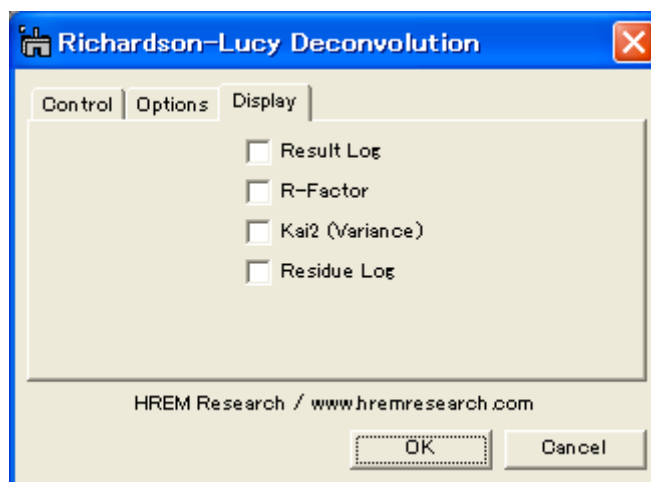 Richardson-Lucy Deconvolution
Control Options Display
Result Log
R-Factor
Kai2 (Variance)
Residue Log
HREM Research / www.hremresearch.com
OK Cancel